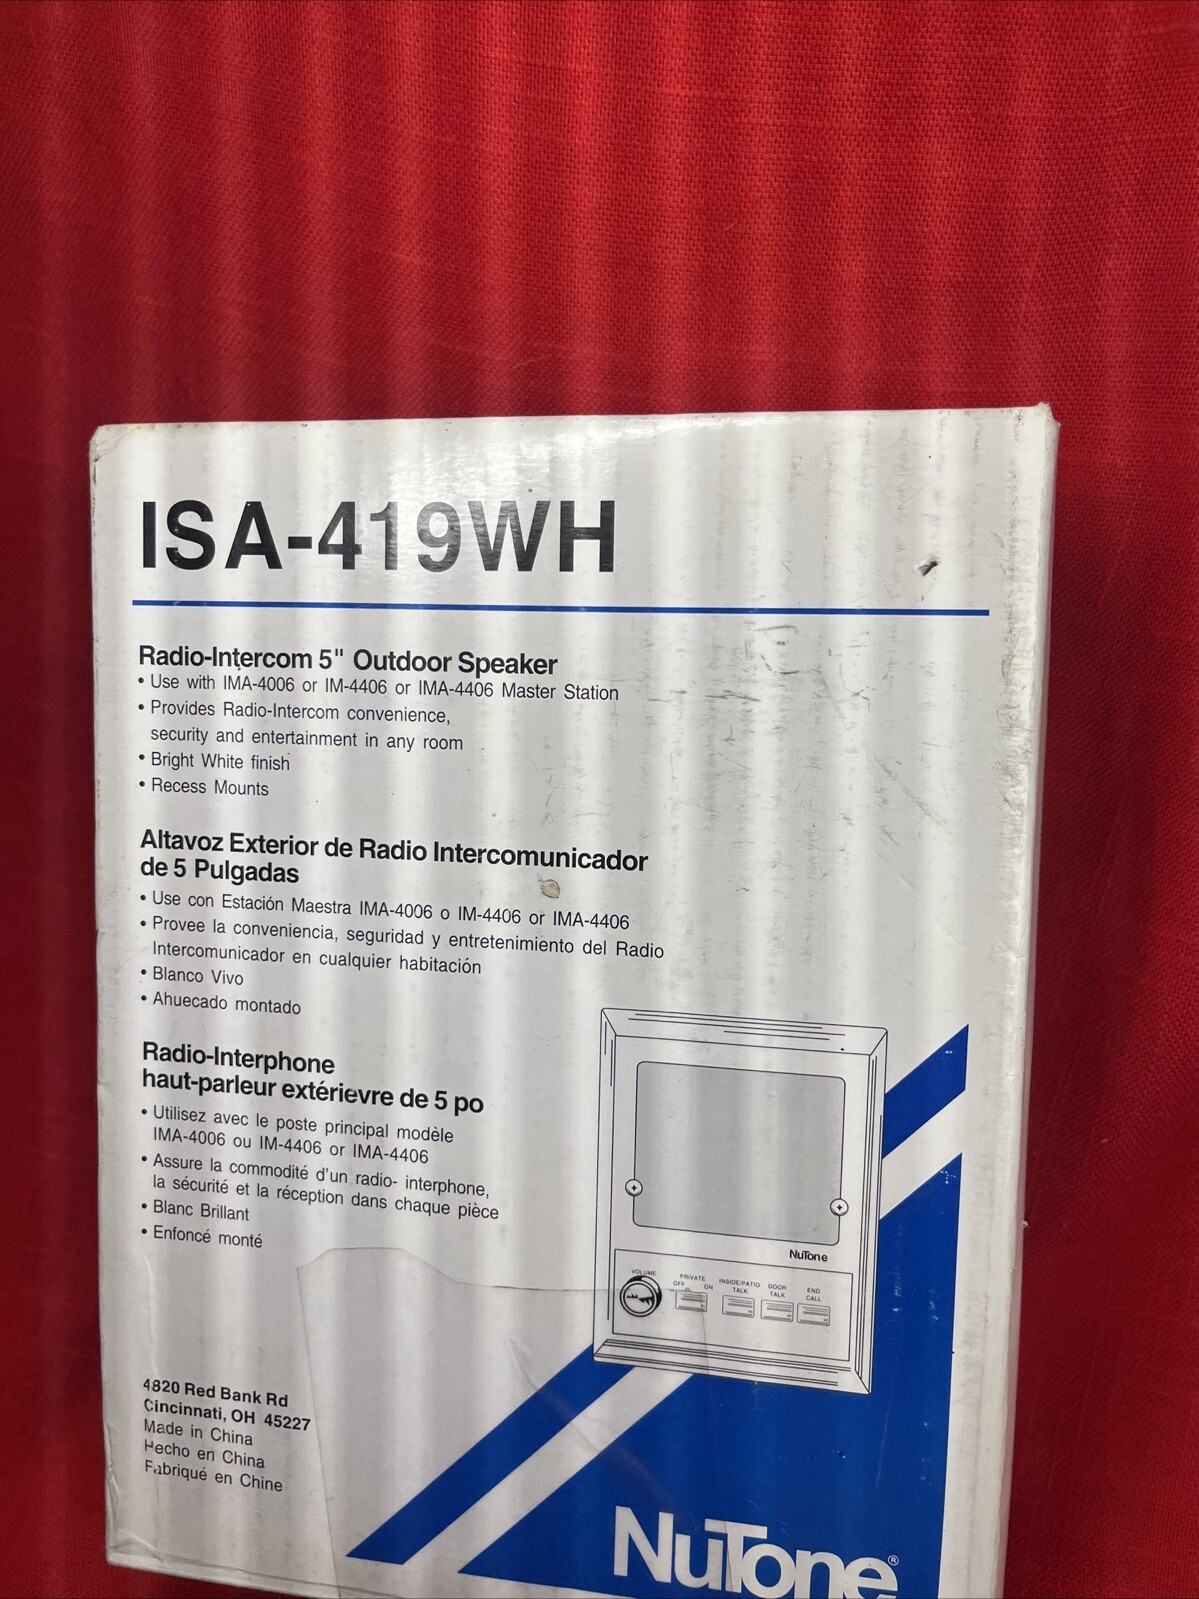 ISA-419WH
Radio-Intercom 5" Outdoor Speaker
• Use with IMA-4006 or IM-4406 or IMA-4406 Master Station
• Provides Radio-Intercom convenience,
security and entertainment in any room
• Bright White finish
• Recess Mounts
Altavoz Exterior de Radio Intercomunicador
de 5 Pulgadas
• Use con Estación Maestra IMA-4006 o IM-4406 or IMA-4406
• Provee la conveniencia, seguridad y entretenimiento del Radio
Intercomunicador en cualquier habitación
• Blanco Vivo
• Ahuecado montado
Radio-Interphone
haut-parleur extérievre de 5 po
• Utilisez avec le poste principal modèle
IMA-4006 ou IM-4406 or IMA-4406
• Assure la commodité d'un radio- interphone,
la sécurité et la réception dans chaque pièce
• Blanc Brillant
• Enfoncé monté
NuTone
VOLUME
PRIVATE
OFF ON
INSIDE/PATIO
TALK
DOOR
TALK
END
CALL
4820 Red Bank Rd
Cincinnati, OH 45227
Made in China
Hecho en China
Fabriqué en Chine
NuTone®